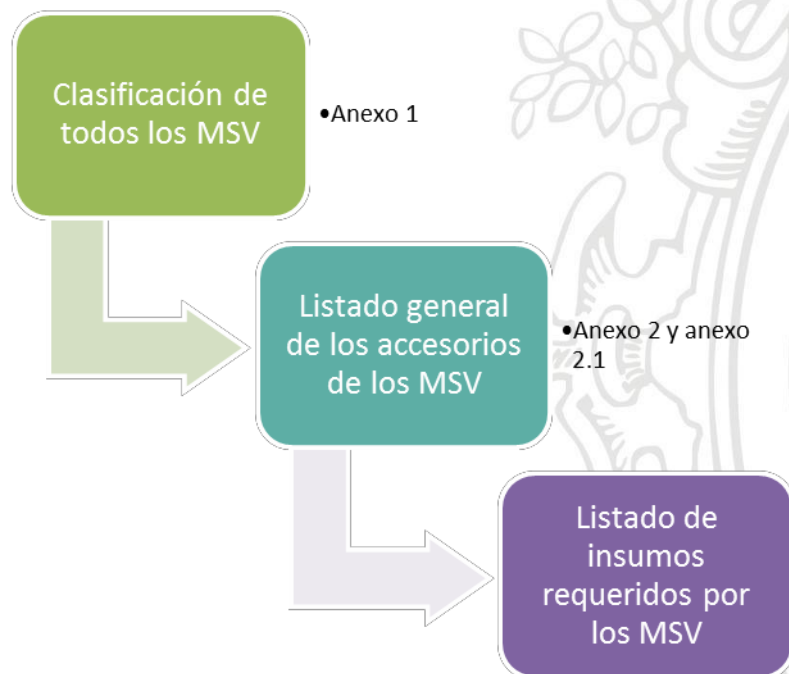 Clasificación de
todos los MSV
•Anexo 1
Listado general
de los accesorios
de los MSV
•Anexo 2 y anexo
2.1
Listado de
insumos
requeridos por
los MSV